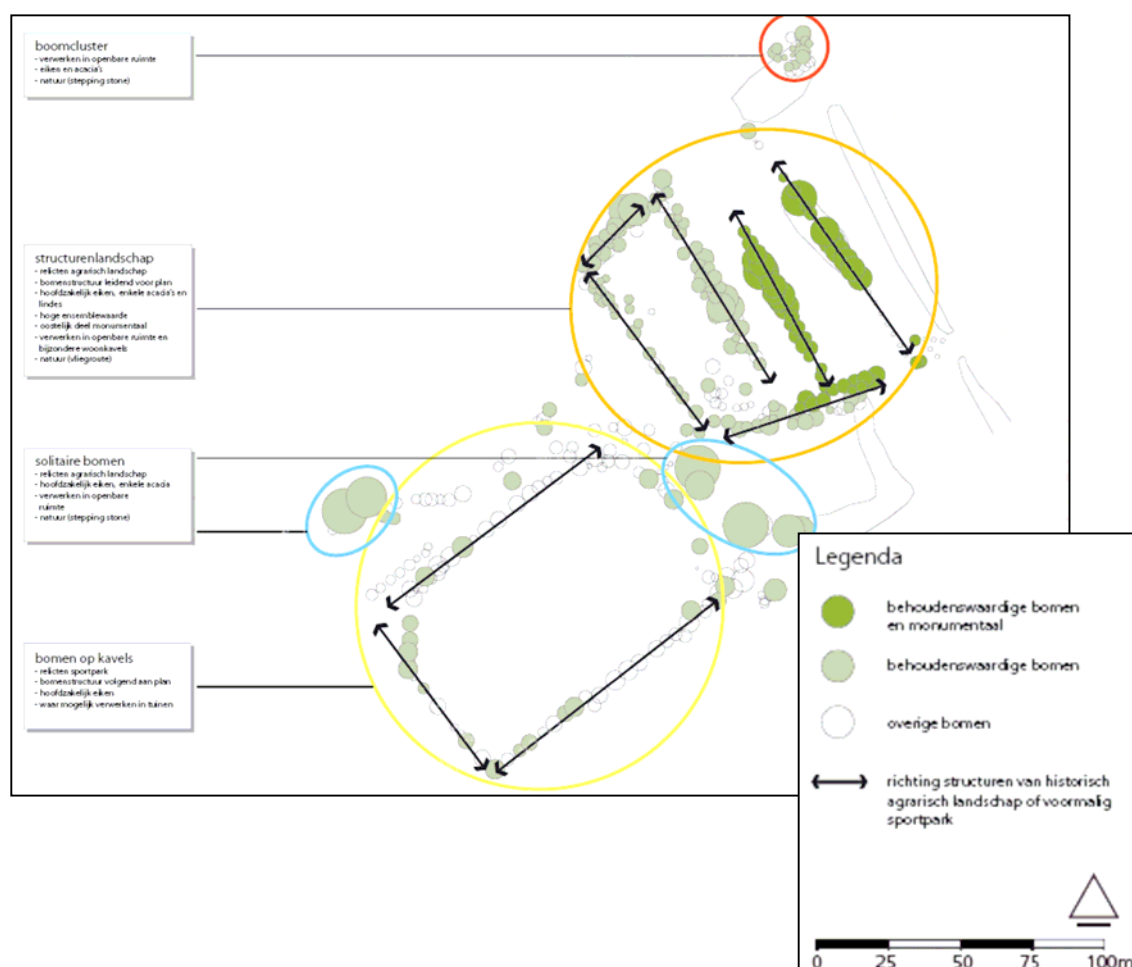 boomcluster
- verwerken in openbare ruimte
- eiken en acacia's
- natuur (stepping stone)
structurenlandschap
- relicten agrarisch landschap
- bomenstructuur leidend voor plan
- hoofdzakelijk eiken, enkele acacia's en
lindes
- hoge ensemblewaarde
- oostelijk deel monumentaal
- verwerken in openbare ruimte en
bijzondere woonkavels
- natuur (vliegroute)
solitaire bomen
- relicten agrarisch landschap
- hoofdzakelijk eiken, enkele acacia
- verwerken in openbare
ruimte
- natuur (stepping stone)
bomen op kavels
- relicten sportpark
- bomenstructuur volgend aan plan
- hoofdzakelijk eiken
- waar mogelijk verwerken in tuinen
Legenda
behoudenswaardige bomen
en monumentaal
behoudenswaardige bomen
overige bomen
richting structuren van historisch
agrarisch landschap of voormalig
sportpark
0 25 50 75 100m